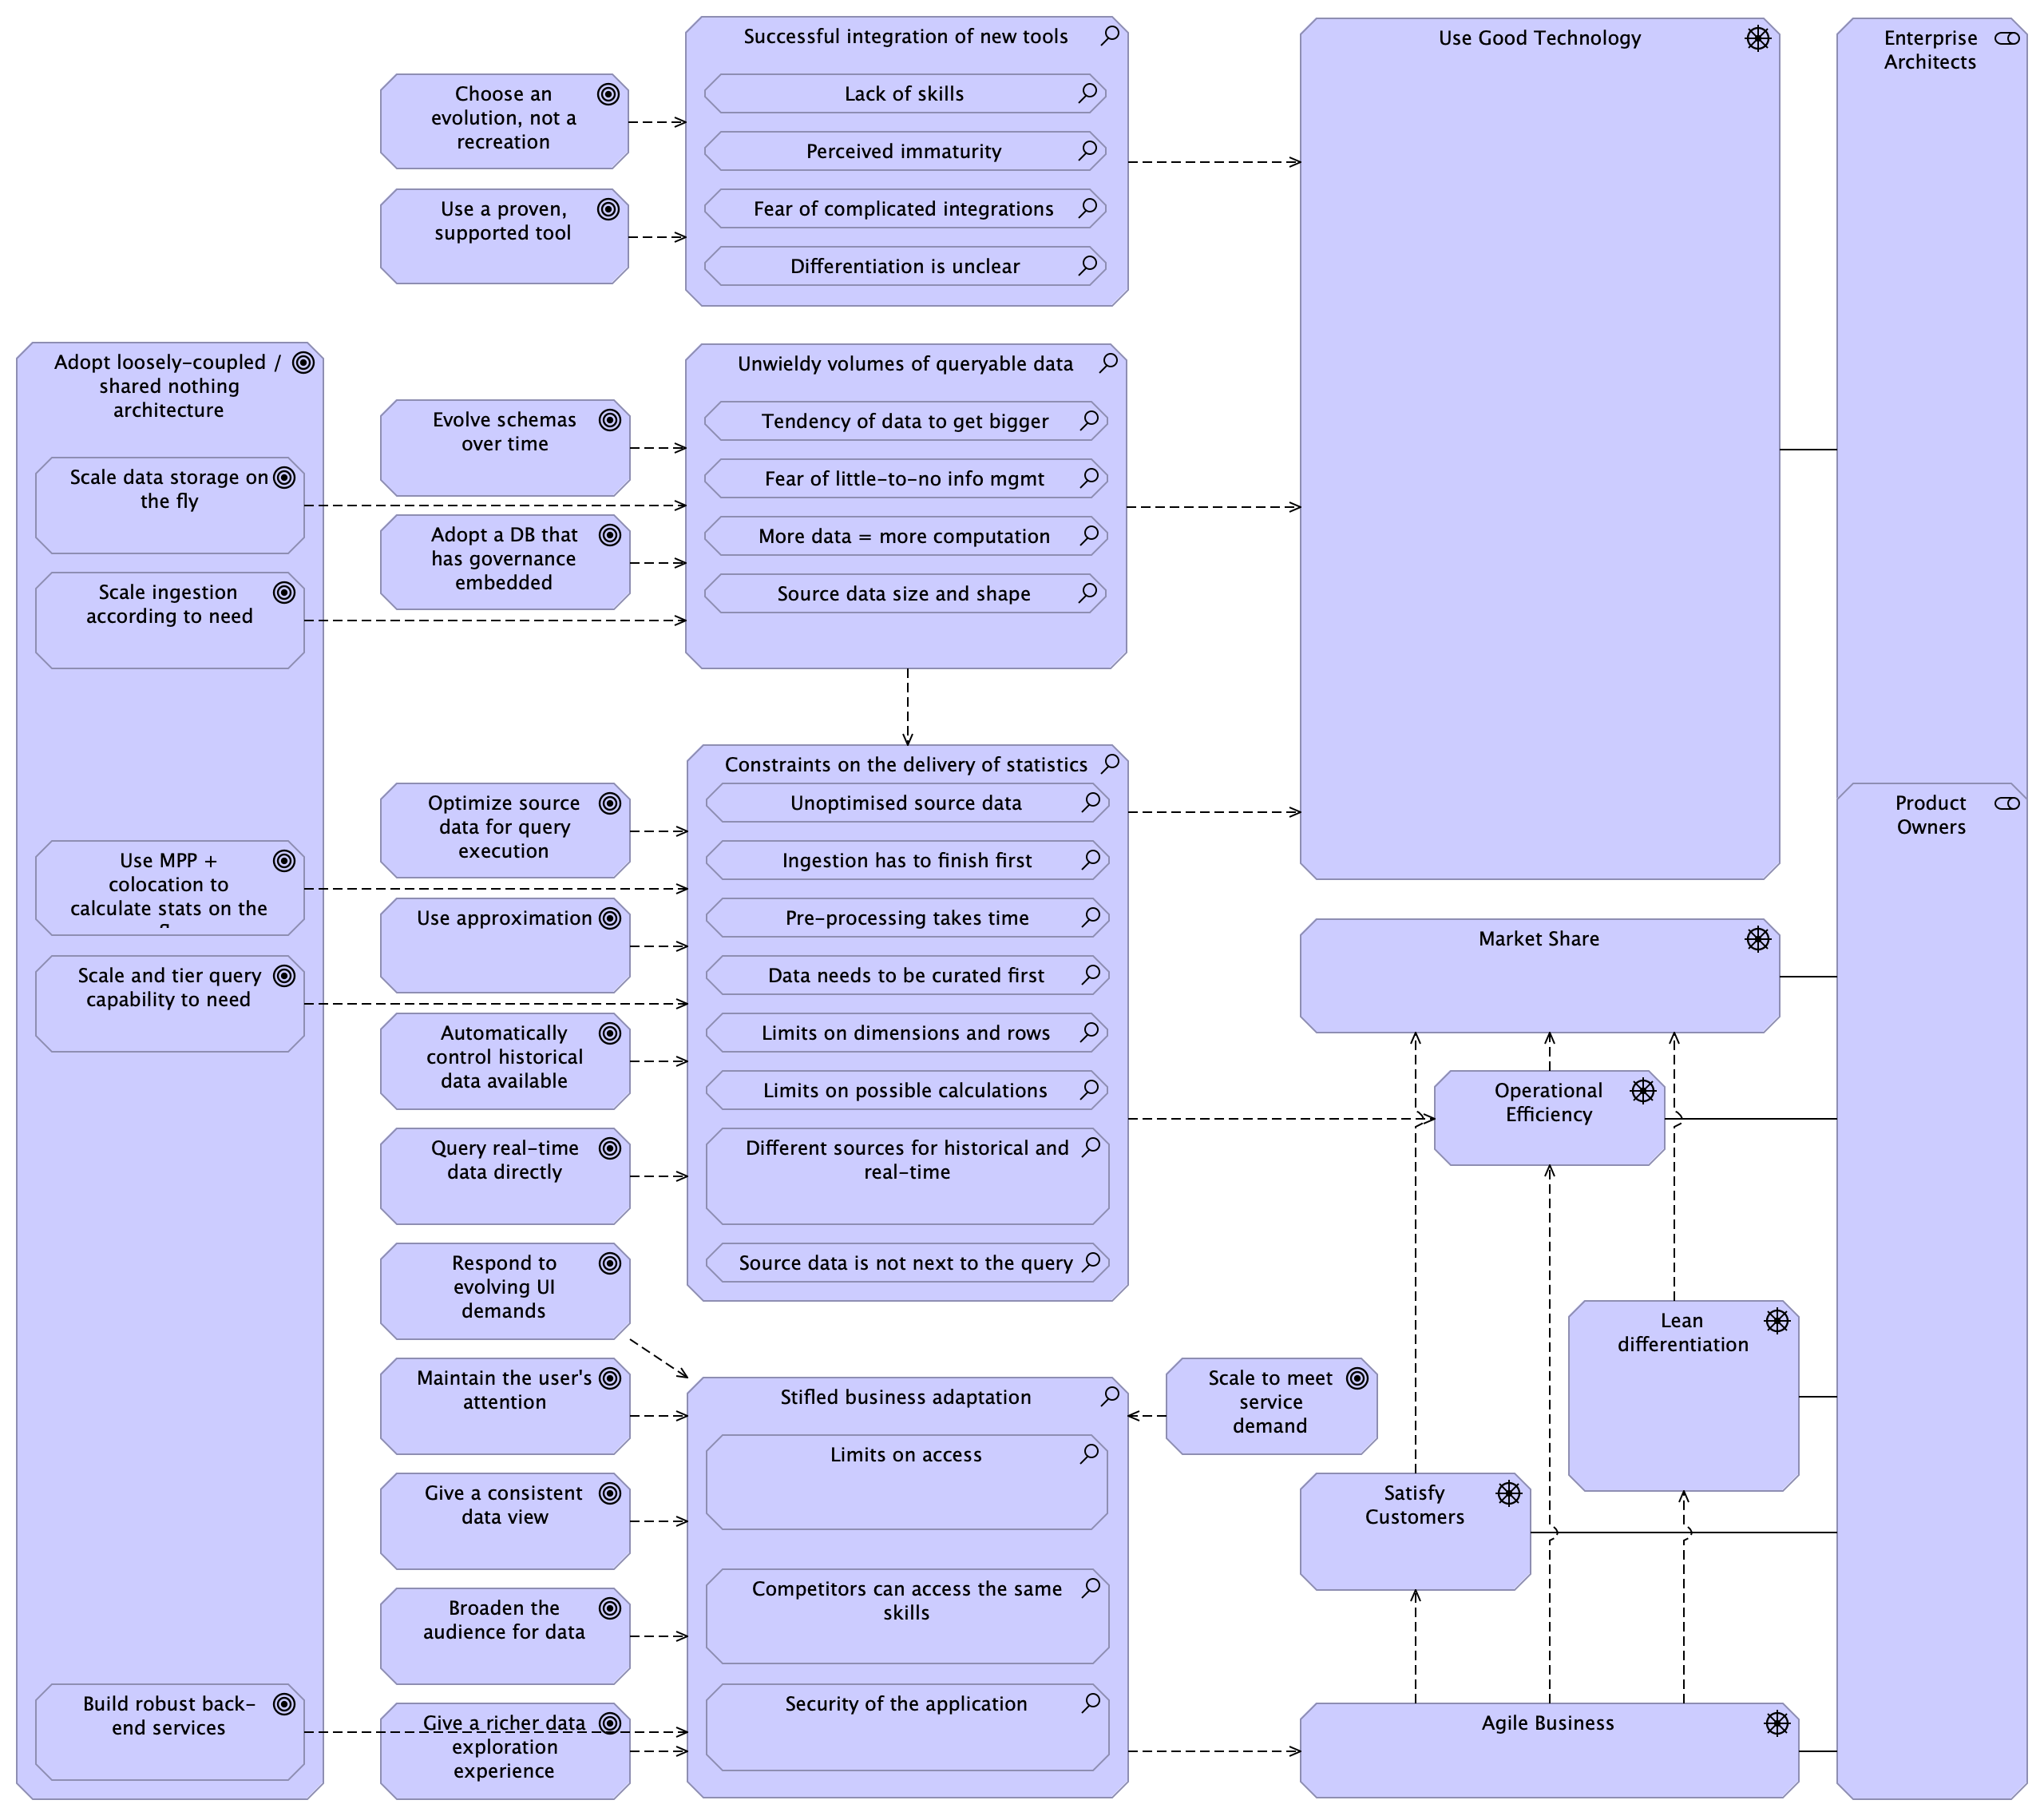 Successful integration of new tools
Lack of skills
Perceived immaturity
Fear of complicated integrations
Differentiation is unclear
Choose an
evolution, not a
recreation
Use a proven,
supported tool
Use Good Technology
Enterprise
Architects
Adopt loosely-coupled /
shared nothing
architecture
Scale data storage on
the fly
Scale ingestion
according to need
Use MPP +
colocation to
calculate stats on the
Scale and tier query
capability to need
Build robust back-
end services
Evolve schemas
over time
Adopt a DB that
has governance
embedded
Unwieldy volumes of queryable data
Tendency of data to get bigger
Fear of little-to-no info mgmt
More data = more computation
Source data size and shape
Optimize source
data for query
execution
Use approximation
Automatically
control historical
data available
Query real-time
data directly
Respond to
evolving UI
demands
Maintain the user's
attention
Give a consistent
data view
Broaden the
audience for data
Give a richer data
exploration
experience
Constraints on the delivery of statistics
Unoptimised source data
Ingestion has to finish first
Pre-processing takes time
Data needs to be curated first
Limits on dimensions and rows
Limits on possible calculations
Different sources for historical and
real-time
Source data is not next to the query
Stifled business adaptation
Limits on access
Competitors can access the same
skills
Security of the application
Scale to meet
service
demand
Product
Owners
Market Share
Operational
Efficiency
Lean
differentiation
Satisfy
Customers
Agile Business